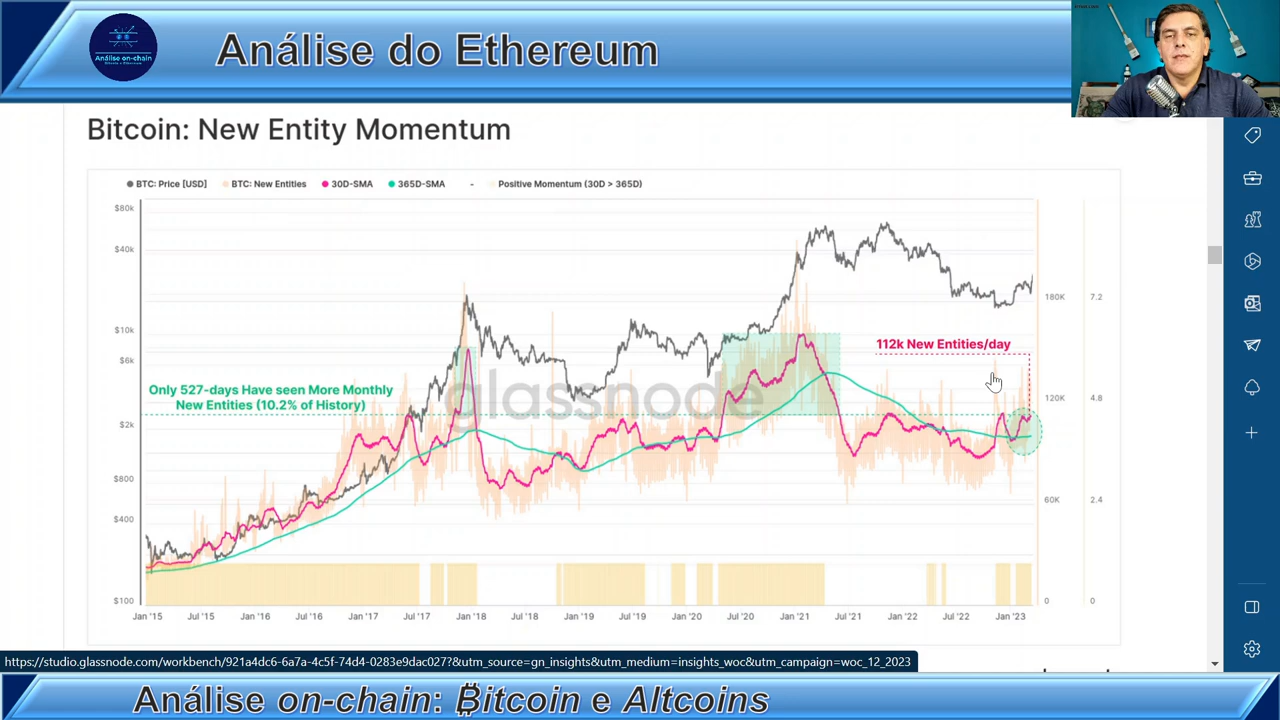 Análise on-chain
Bitcoin e Ethereum
Análise do Ethereum
Bitcoin: New Entity Momentum
BTC: Price [USD] BTC: New Entities 30D-SMA 365D-SMA - Positive Momentum (30D > 365D)
$80k
$40k
$10k
$6k
$2k
$800
$400
$100
180K 7.2
120K 4.8
60K 2.4
0 0
112k New Entities/day
Only 527-days Have seen More Monthly
New Entities (10.2% of History)
glassnode
Jan '15 Jul '15 Jan '16 Jul '16 Jan '17 Jul '17 Jan '18 Jul '18 Jan '19 Jul '19 Jan '20 Jul '20 Jan '21 Jul '21 Jan '22 Jul '22 Jan '23
https://studio.glassnode.com/workbench/921a4dc6-6a7a-4c5f-74d4-0283e9dac027?&utm_source=gn_insights&utm_medium=insights_woc&utm_campaign=woc_12_2023
Análise on-chain: ₿itcoin e Altcoins